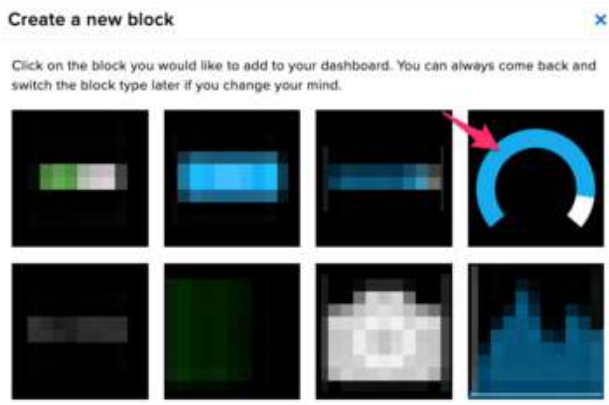 Create a new block
×
Click on the block you would like to add to your dashboard. You can always come back and
switch the block type later if you change your mind.